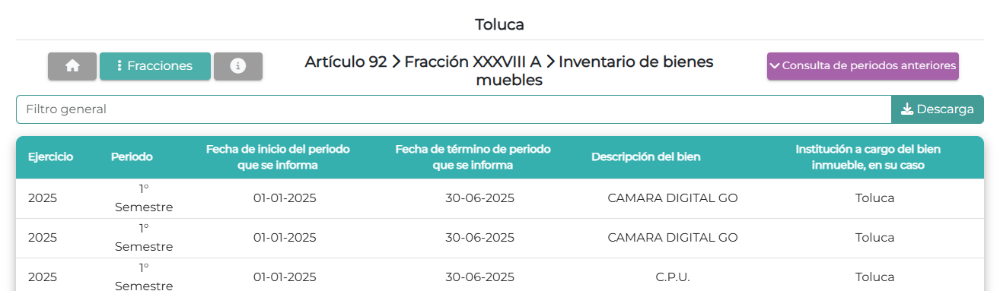 Toluca
Fracciones
Artículo 92 > Fracción XXXVIII A > Inventario de bienes
muebles
Consulta de periodos anteriores
Filtro general
Descarga
Ejercicio Periodo Fecha de inicio del periodo que se informa Fecha de término de periodo que se informa Descripción del bien Institución a cargo del bien inmueble, en su caso
2025 1° Semestre 01-01-2025 30-06-2025 CAMARA DIGITAL GO Toluca
2025 1° Semestre 01-01-2025 30-06-2025 CAMARA DIGITAL GO Toluca
2025 1° Semestre 01-01-2025 30-06-2025 C.P.U. Toluca